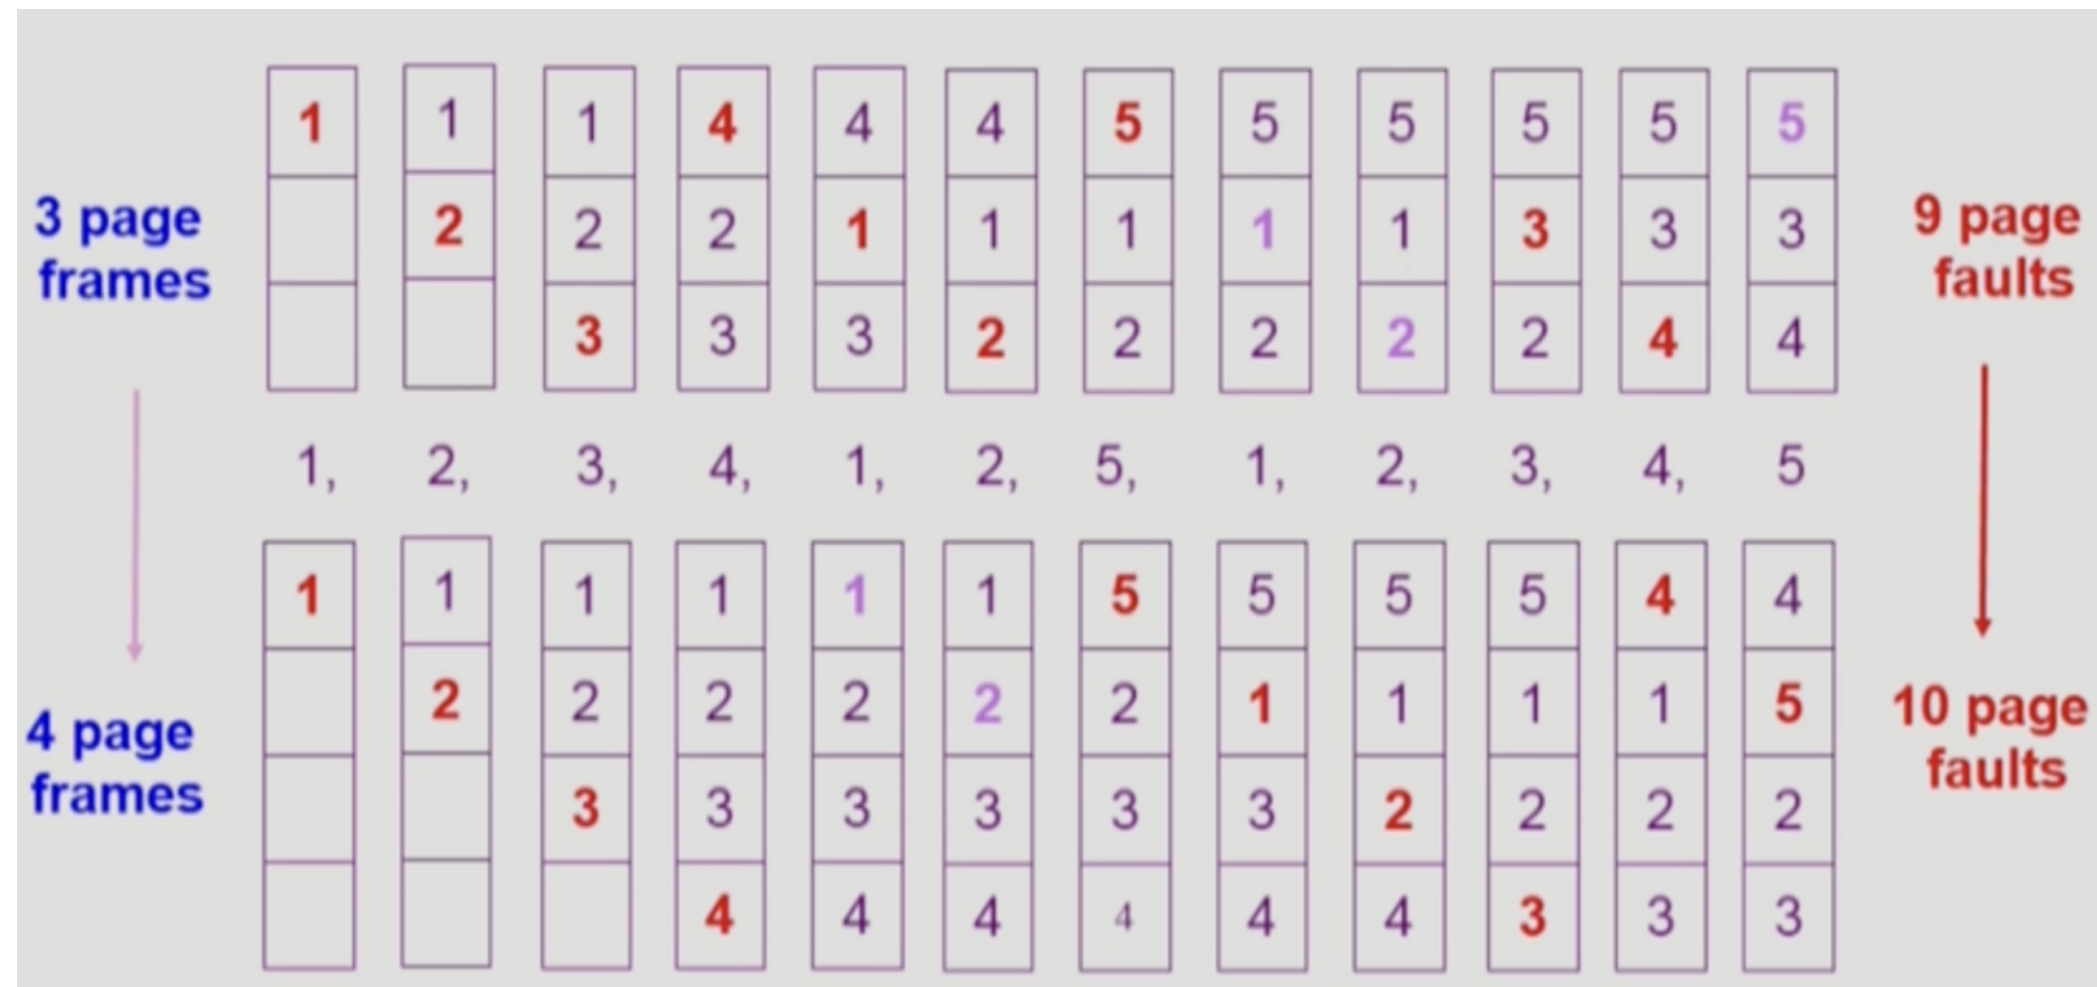 1 1 1 4 4 4 5 5 5 5 5 5
2 2 2 1 1 1 1 1 3 3 3
3 3 3 2 2 2 2 2 4 4
3 page
frames
9 page
faults
1, 2, 3, 4, 1, 2, 5, 1, 2, 3, 4, 5
1 1 1 1 1 1 5 5 5 5 4 4
2 2 2 2 2 2 1 1 1 1 5
3 3 3 3 3 3 2 2 2 2
4 4 4 4 4 4 3 3 3
4 page
frames
10 page
faults